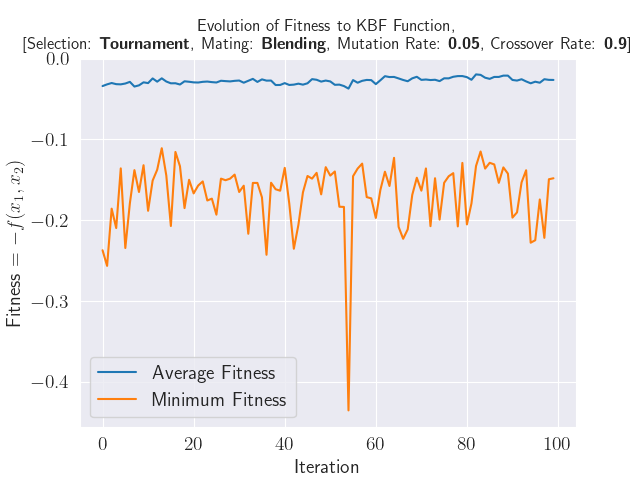 Evolution of Fitness to KBF Function,
[Selection: Tournament, Mating: Blending, Mutation Rate: 0.05, Crossover Rate: 0.9]
Fitness = −f(x₁, x₂)
0.0
−0.1
−0.2
−0.3
−0.4
Average Fitness
Minimum Fitness
0 20 40 60 80 100
Iteration